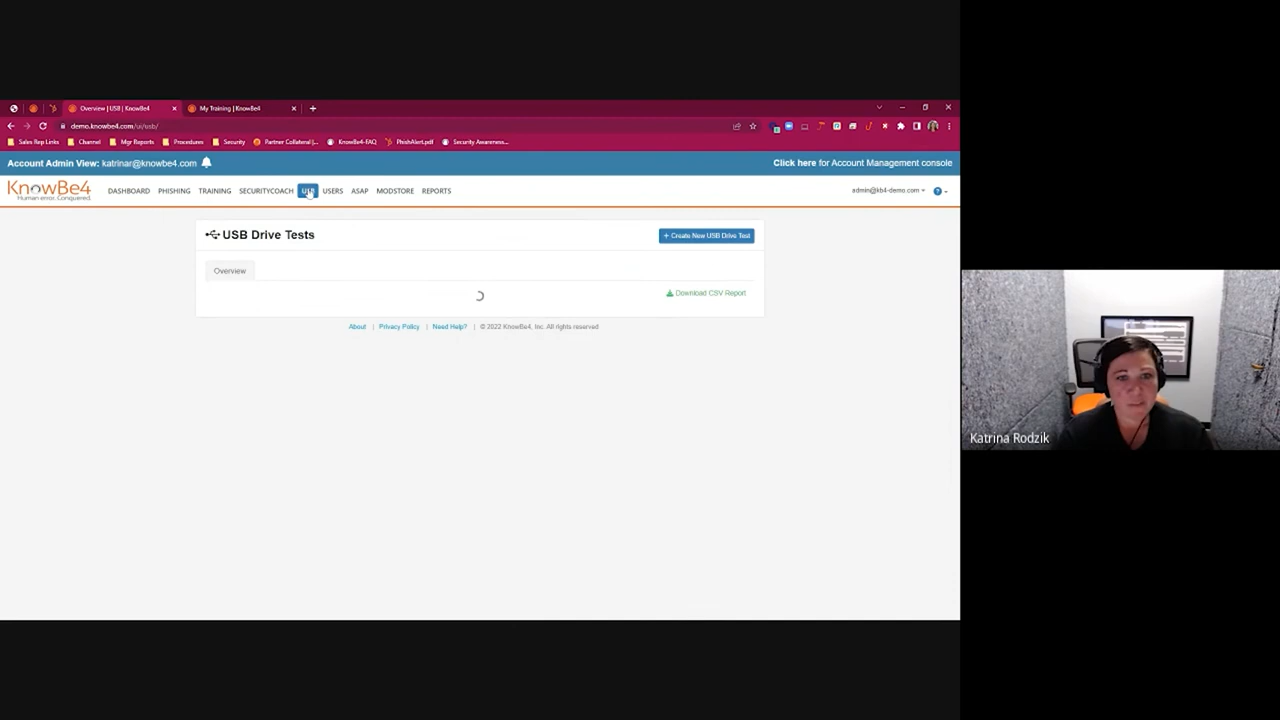 Overview | USB | KnowBe4
My Training | KnowBe4
demo.knowbe4.com/ui/usb/
Sales Rep Links Channel Mgr Reports Procedures Security Partner Collateral |... KnowBe4-FAQ PhishAlert.pdf Security Awareness...
Account Admin View: katrinar@knowbe4.com
Click here for Account Management console
KnowBe4
Human error. Conquered.
DASHBOARD PHISHING TRAINING SECURITYCOACH USB USERS ASAP MODSTORE REPORTS
admin@kb4-demo.com
USB Drive Tests
+ Create New USB Drive Test
Overview
Download CSV Report
About | Privacy Policy | Need Help? | © 2022 KnowBe4, Inc. All rights reserved
Katrina Rodzik